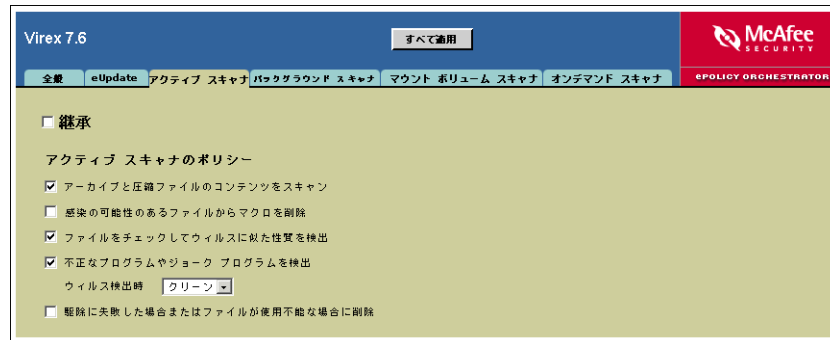 Virex 7.6
すべて適用
McAfee
SECURITY
全般 eUpdate アクティブ スキャナ バックグラウンド スキャナ マウント ボリューム スキャナ オンデマンド スキャナ ePOLICY ORCHESTRATOR
継承
アクティブ スキャナのポリシー
アーカイブと圧縮ファイルのコンテンツをスキャン
感染の可能性のあるファイルからマクロを削除
ファイルをチェックしてウィルスに似た性質を検出
不正なプログラムやジョーク プログラムを検出
ウィルス検出時 クリーン
駆除に失敗した場合またはファイルが使用不能な場合に削除